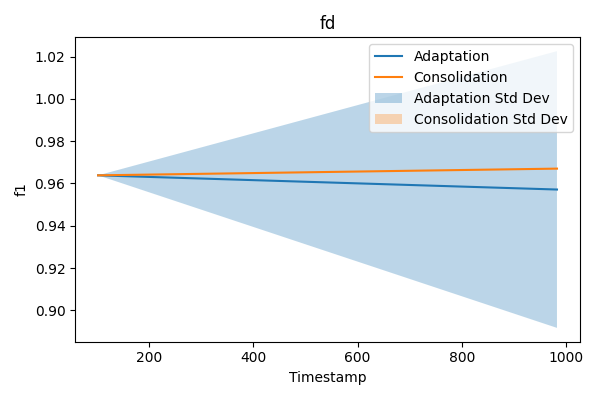 fd
Adaptation
Consolidation
Adaptation Std Dev
Consolidation Std Dev
f1
1.02
1.00
0.98
0.96
0.94
0.92
0.90
200 400 600 800 1000
Timestamp